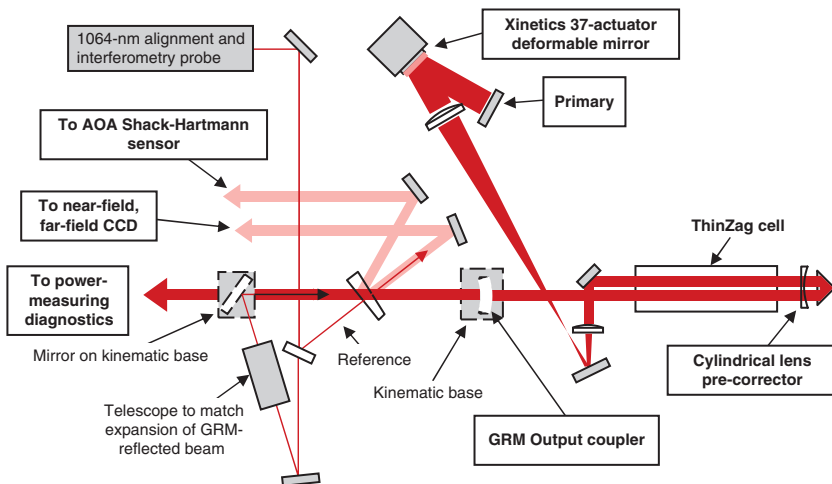 1064-nm alignment and
interferometry probe
Xinetics 37-actuator
deformable mirror
Primary
To AOA Shack-Hartmann
sensor
To near-field,
far-field CCD
ThinZag cell
To power-
measuring
diagnostics
Mirror on kinematic base
Reference
Kinematic base
Cylindrical lens
pre-corrector
Telescope to match
expansion of GRM-
reflected beam
GRM Output coupler